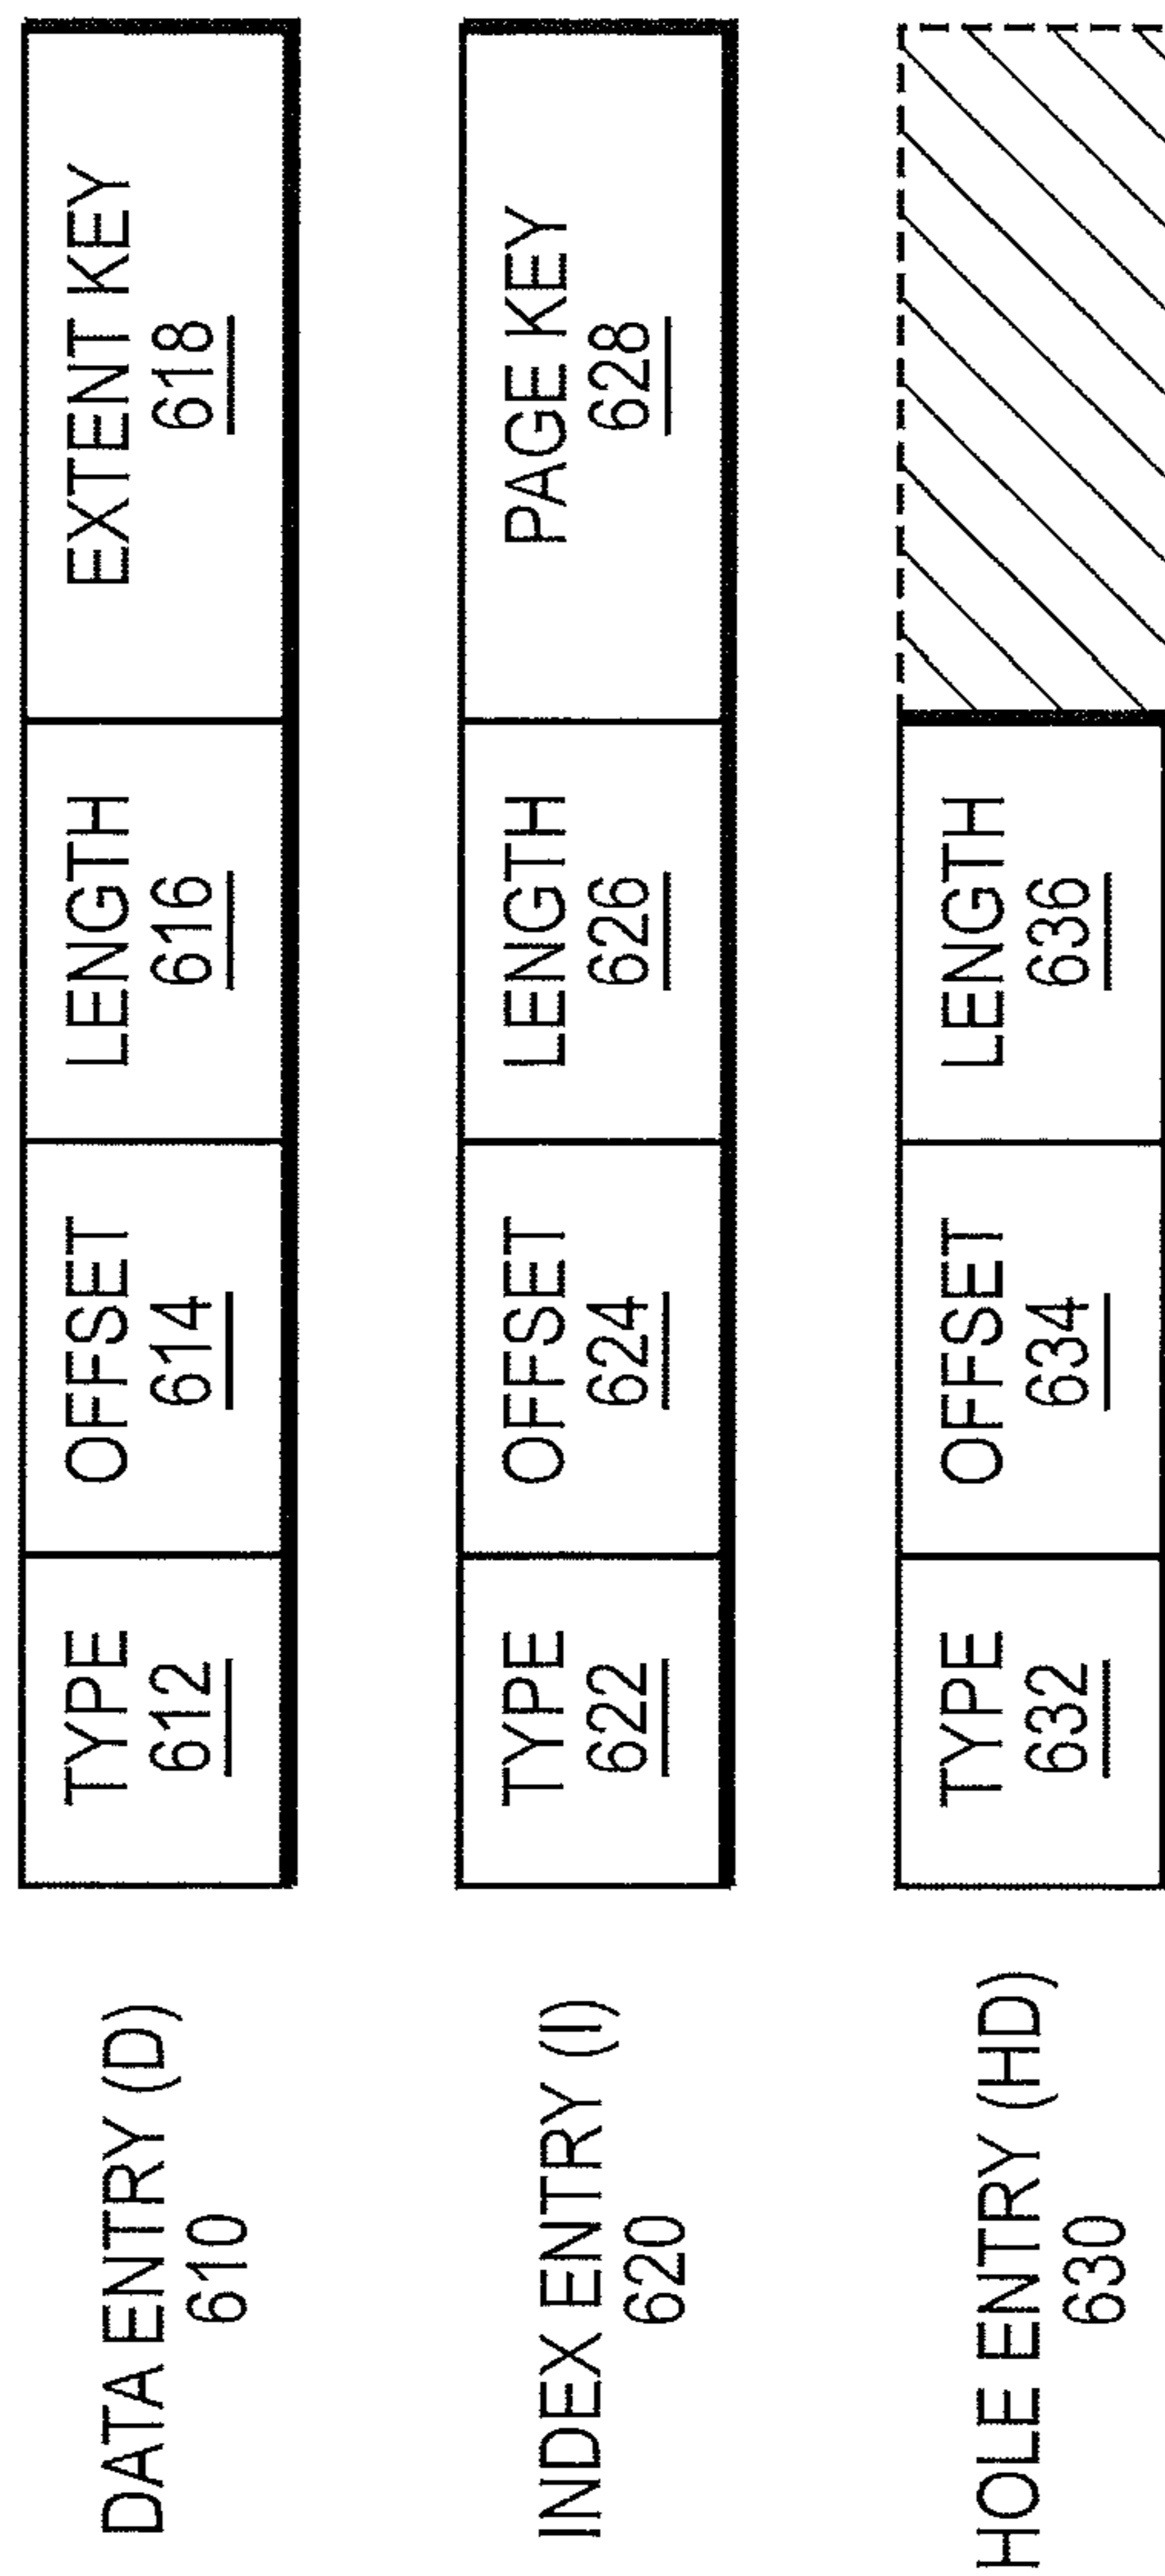 DATA ENTRY (D)
610
TYPE
612
OFFSET
614
LENGTH
616
EXTENT KEY
618
INDEX ENTRY (I)
620
TYPE
622
OFFSET
624
LENGTH
626
PAGE KEY
628
HOLE ENTRY (HD)
630
TYPE
632
OFFSET
634
LENGTH
636